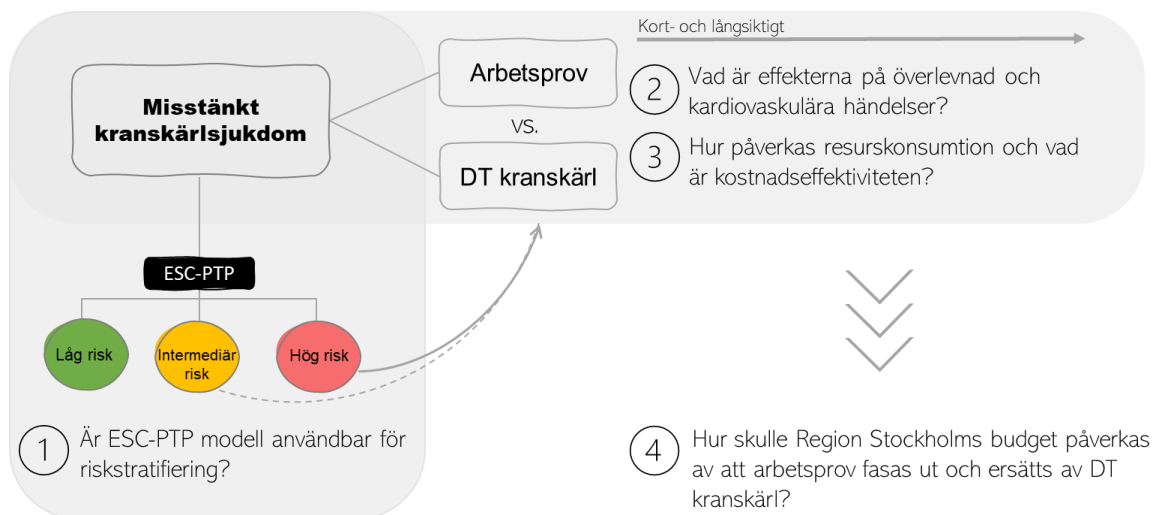 Kort- och långsiktigt
Misstänkt
kranskärlsjukdom
Arbetsprov
vs.
DT kranskärl
2
Vad är effekterna på överlevnad och
kardiovaskulära händelser?
3
Hur påverkas resurskonsumtion och vad
är kostnadseffektiviteten?
ESC-PTP
Låg risk
Intermediär
risk
Hög risk
1
Är ESC-PTP modell användbar för
riskstratifiering?
4
Hur skulle Region Stockholms budget påverkas
av att arbetsprov fasas ut och ersätts av DT
kranskärl?